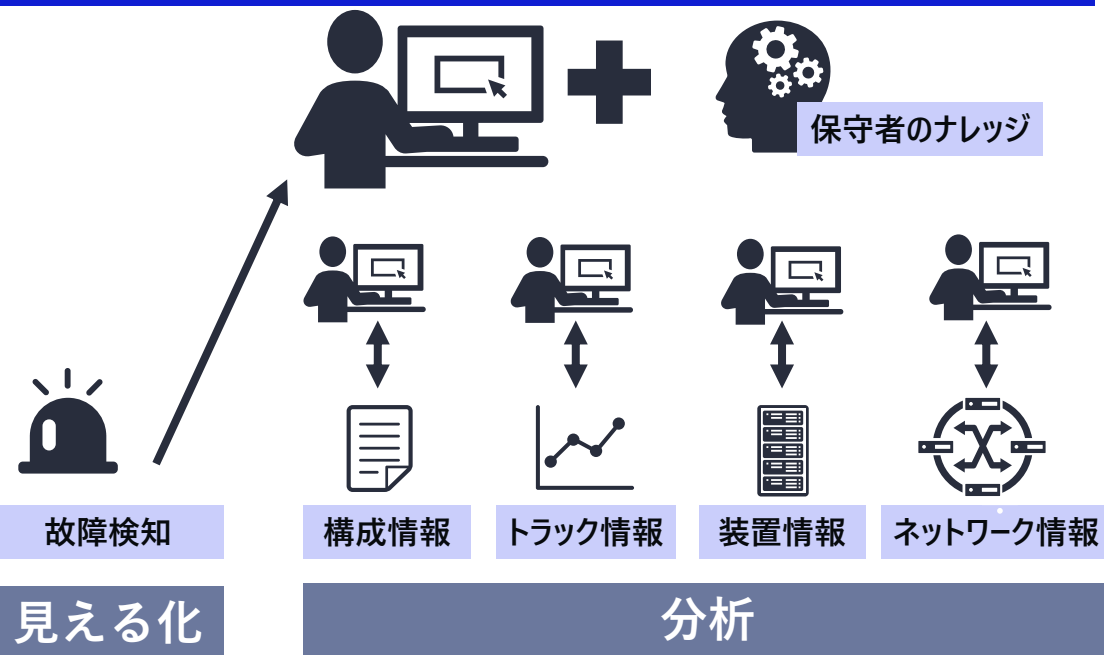 保守者のナレッジ
故障検知
構成情報
トラック情報
装置情報
ネットワーク情報
見える化
分析